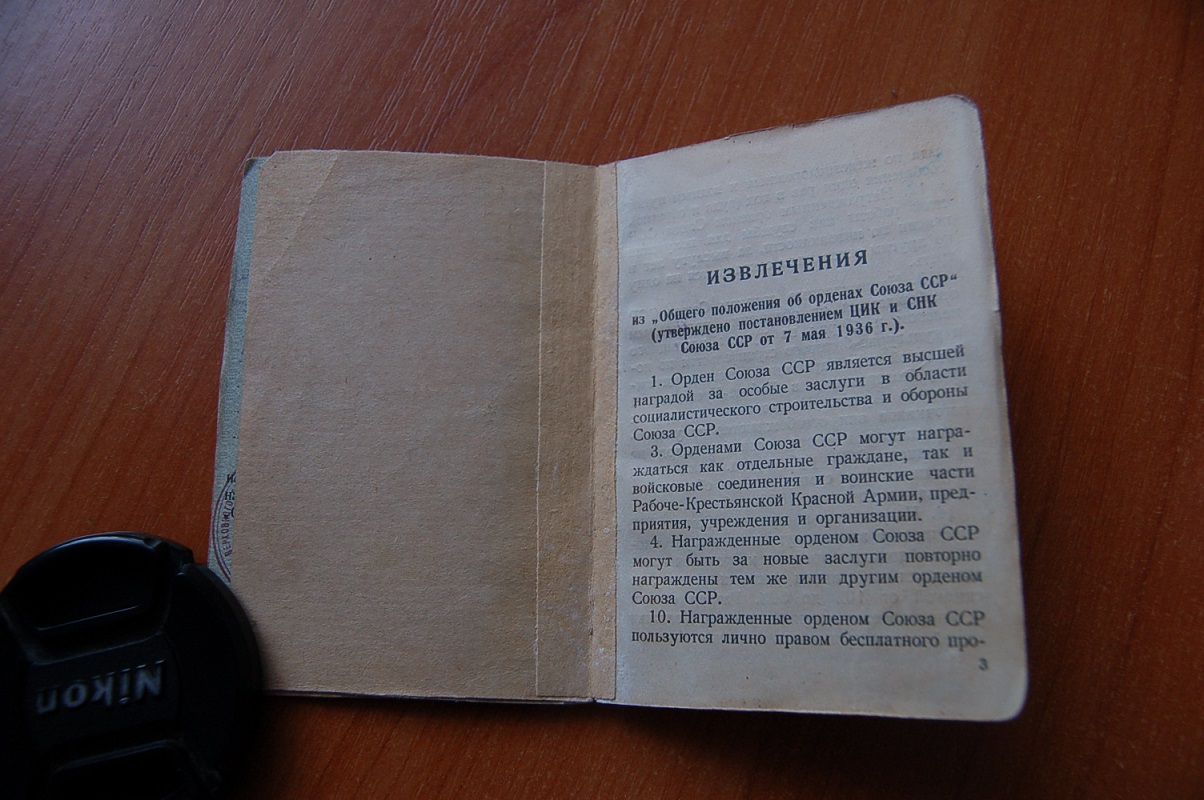 ИЗВЛЕЧЕНИЯ
из „Общего положения об орденах Союза ССР“
(утверждено постановлением ЦИК и СНК
Союза ССР от 7 мая 1936 г.).
1. Орден Союза ССР является высшей
наградой за особые заслуги в области
социалистического строительства и обороны
Союза ССР.
3. Орденами Союза ССР могут награ-
ждаться как отдельные граждане, так и
войсковые соединения и воинские части
Рабоче-Крестьянской Красной Армии, пред-
приятия, учреждения и организации.
4. Награжденные орденом Союза ССР
могут быть за новые заслуги повторно
награждены тем же или другим орденом
Союза ССР.
10. Награжденные орденом Союза ССР
пользуются лично правом бесплатного про-
3
ВЕРХОВНОГО
Nikon